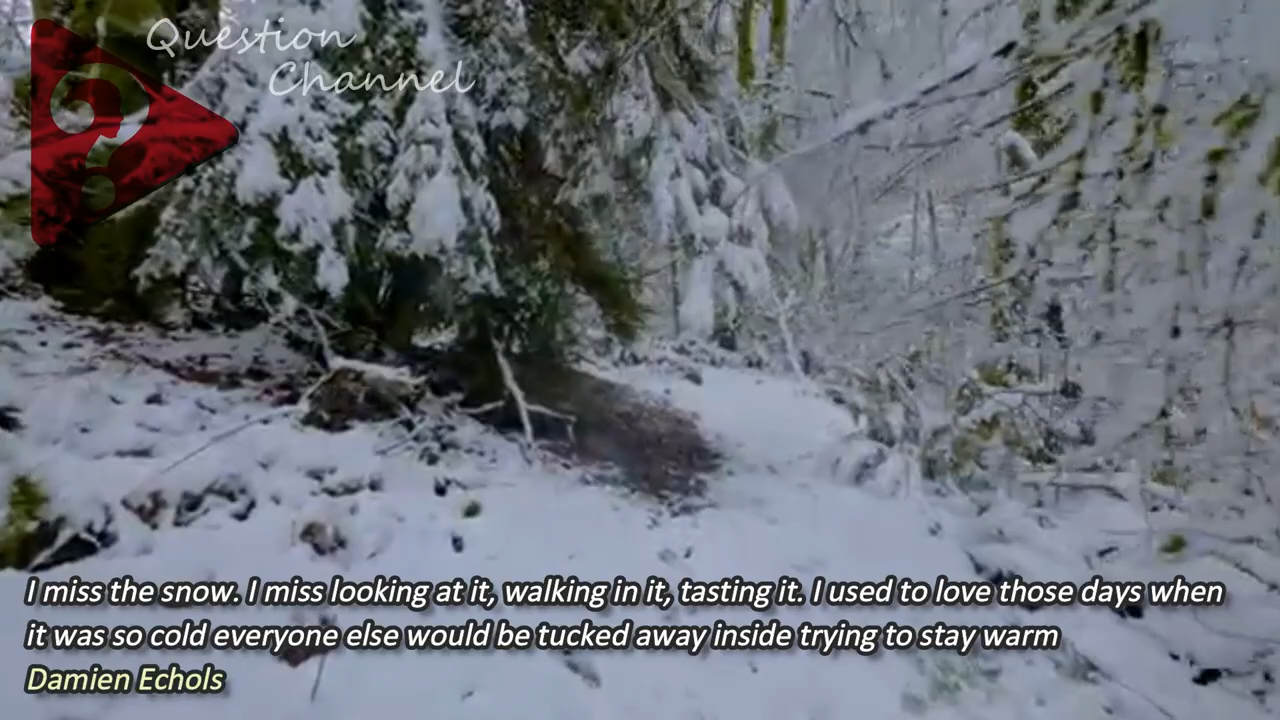 Question
Channel
I miss the snow. I miss looking at it, walking in it, tasting it. I used to love those days when
it was so cold everyone else would be tucked away inside trying to stay warm
Damien Echols